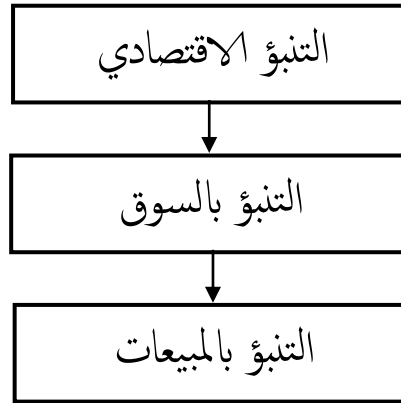 التنبؤ الاقتصادي
التنبؤ بالسوق
التنبؤ بالمبيعات